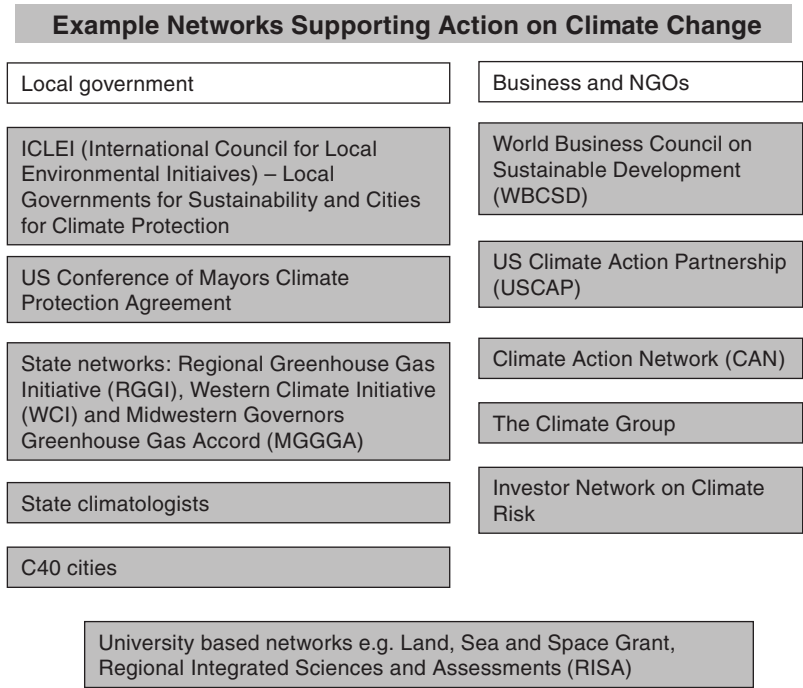 Example Networks Supporting Action on Climate Change
Local government
ICLEI (International Council for Local
Environmental Initiaives) – Local
Governments for Sustainability and Cities
for Climate Protection
US Conference of Mayors Climate
Protection Agreement
State networks: Regional Greenhouse Gas
Initiative (RGGI), Western Climate Initiative
(WCI) and Midwestern Governors
Greenhouse Gas Accord (MGGGA)
State climatologists
C40 cities
Business and NGOs
World Business Council on
Sustainable Development
(WBCSD)
US Climate Action Partnership
(USCAP)
Climate Action Network (CAN)
The Climate Group
Investor Network on Climate
Risk
University based networks e.g. Land, Sea and Space Grant,
Regional Integrated Sciences and Assessments (RISA)